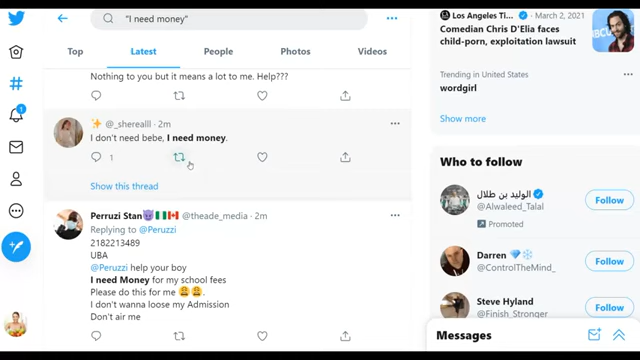 "I need money"
Top Latest People Photos Videos
Nothing to you but it means a lot to me. Help???
✨ @_sherealll · 2m
I don't need bebe, I need money.
1
Show this thread
Peruzzi Stan😈🇳🇬🇨🇦 @theade_media · 2m
Replying to @Peruzzi
2182213489
UBA
@Peruzzi help your boy
I need Money for my school fees
Please do this for me 😩😩.
I don't wanna loose my Admission
Don't air me
1
Los Angeles Ti... · March 2, 2021
Comedian Chris D'Elia faces
child-porn, exploitation lawsuit
Trending in United States
wordgirl
Show more
Who to follow
الوليد بن طلال
@Alwaleed_Talal
Promoted
Follow
Darren 💎❄️
@ControlTheMind_
Follow
Steve Hyland
@Finish_Stronger
Follow
Messages